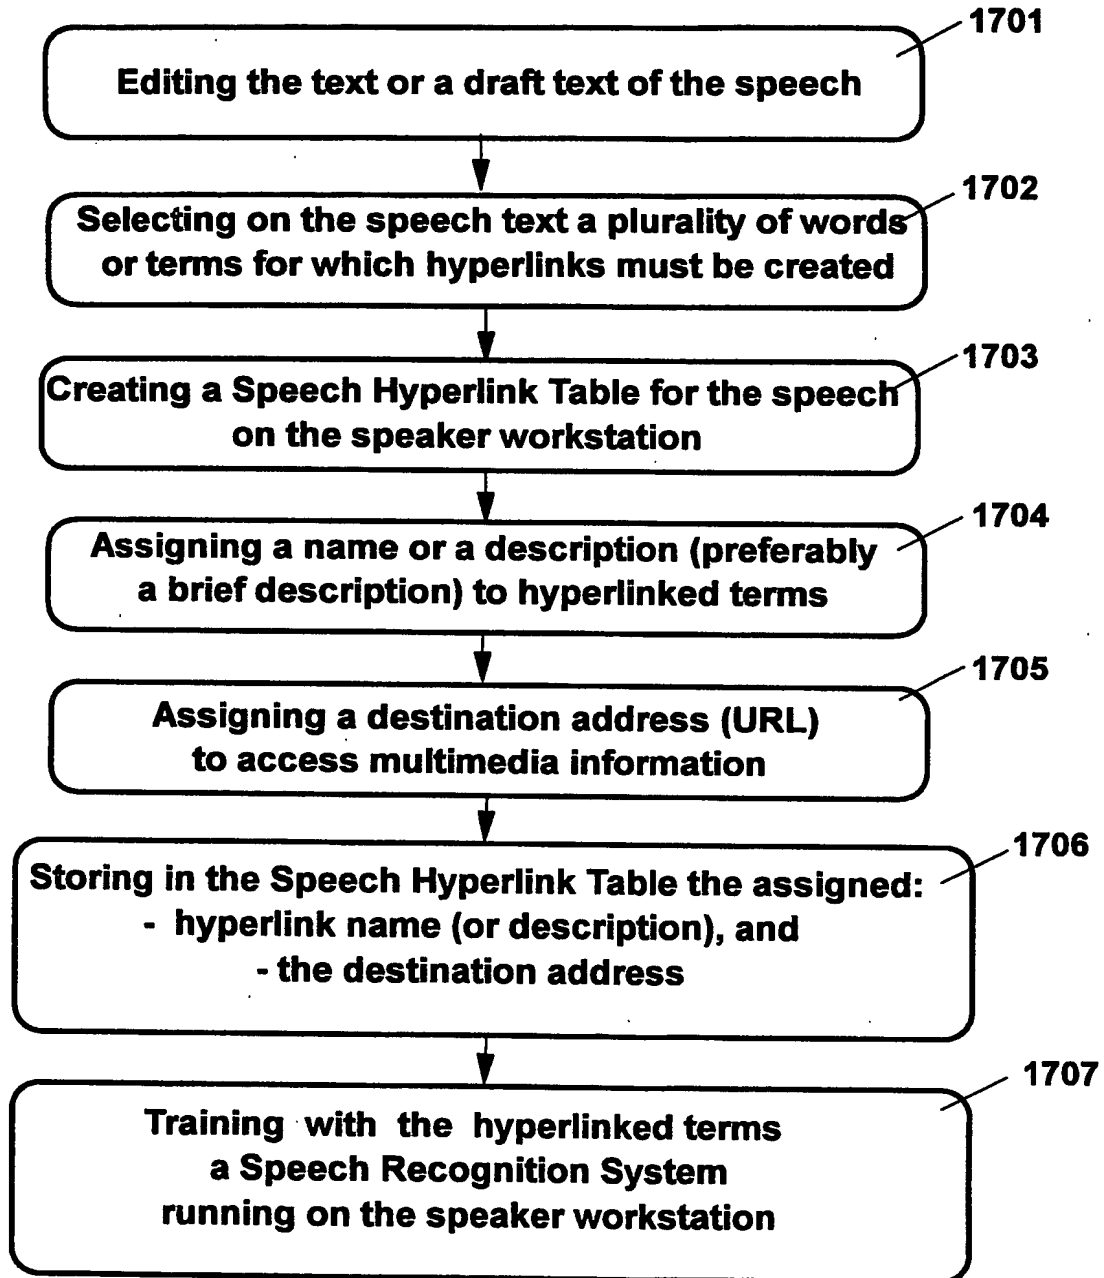 1701
Editing the text or a draft text of the speech
1702
Selecting on the speech text a plurality of words
or terms for which hyperlinks must be created
1703
Creating a Speech Hyperlink Table for the speech
on the speaker workstation
1704
Assigning a name or a description (preferably
a brief description) to hyperlinked terms
1705
Assigning a destination address (URL)
to access multimedia information
1706
Storing in the Speech Hyperlink Table the assigned:
- hyperlink name (or description), and
- the destination address
1707
Training with the hyperlinked terms
a Speech Recognition System
running on the speaker workstation